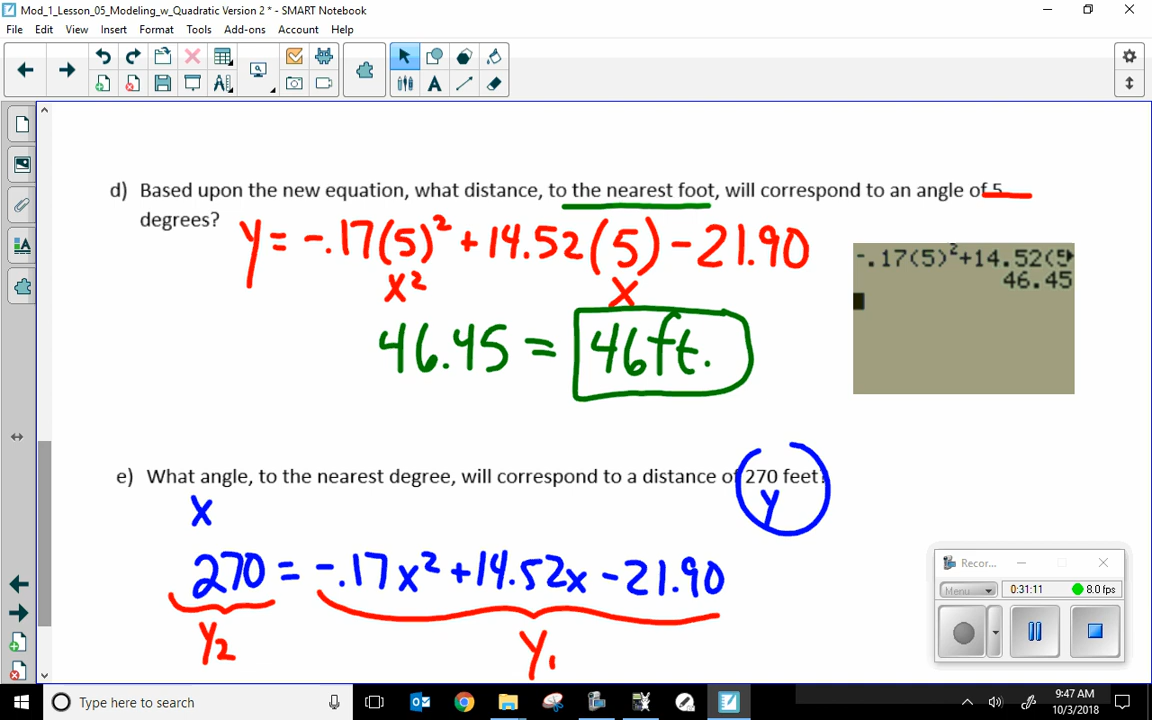 Mod_1_Lesson_05_Modeling_w_Quadratic Version 2 * - SMART Notebook
File Edit View Insert Format Tools Add-ons Account Help
d) Based upon the new equation, what distance, to the nearest foot, will correspond to an angle of 5
degrees?
y = -.17(5)² + 14.52(5) - 21.90
x² x
-.17(5)²+14.52(5
46.45
46.45 = 46ft.
e) What angle, to the nearest degree, will correspond to a distance of 270 feet?
x y
270 = -.17x² + 14.52x - 21.90
y₂ y₁
Recor...
Menu 0:31:11 8.0 fps
Type here to search
9:47 AM
10/3/2018